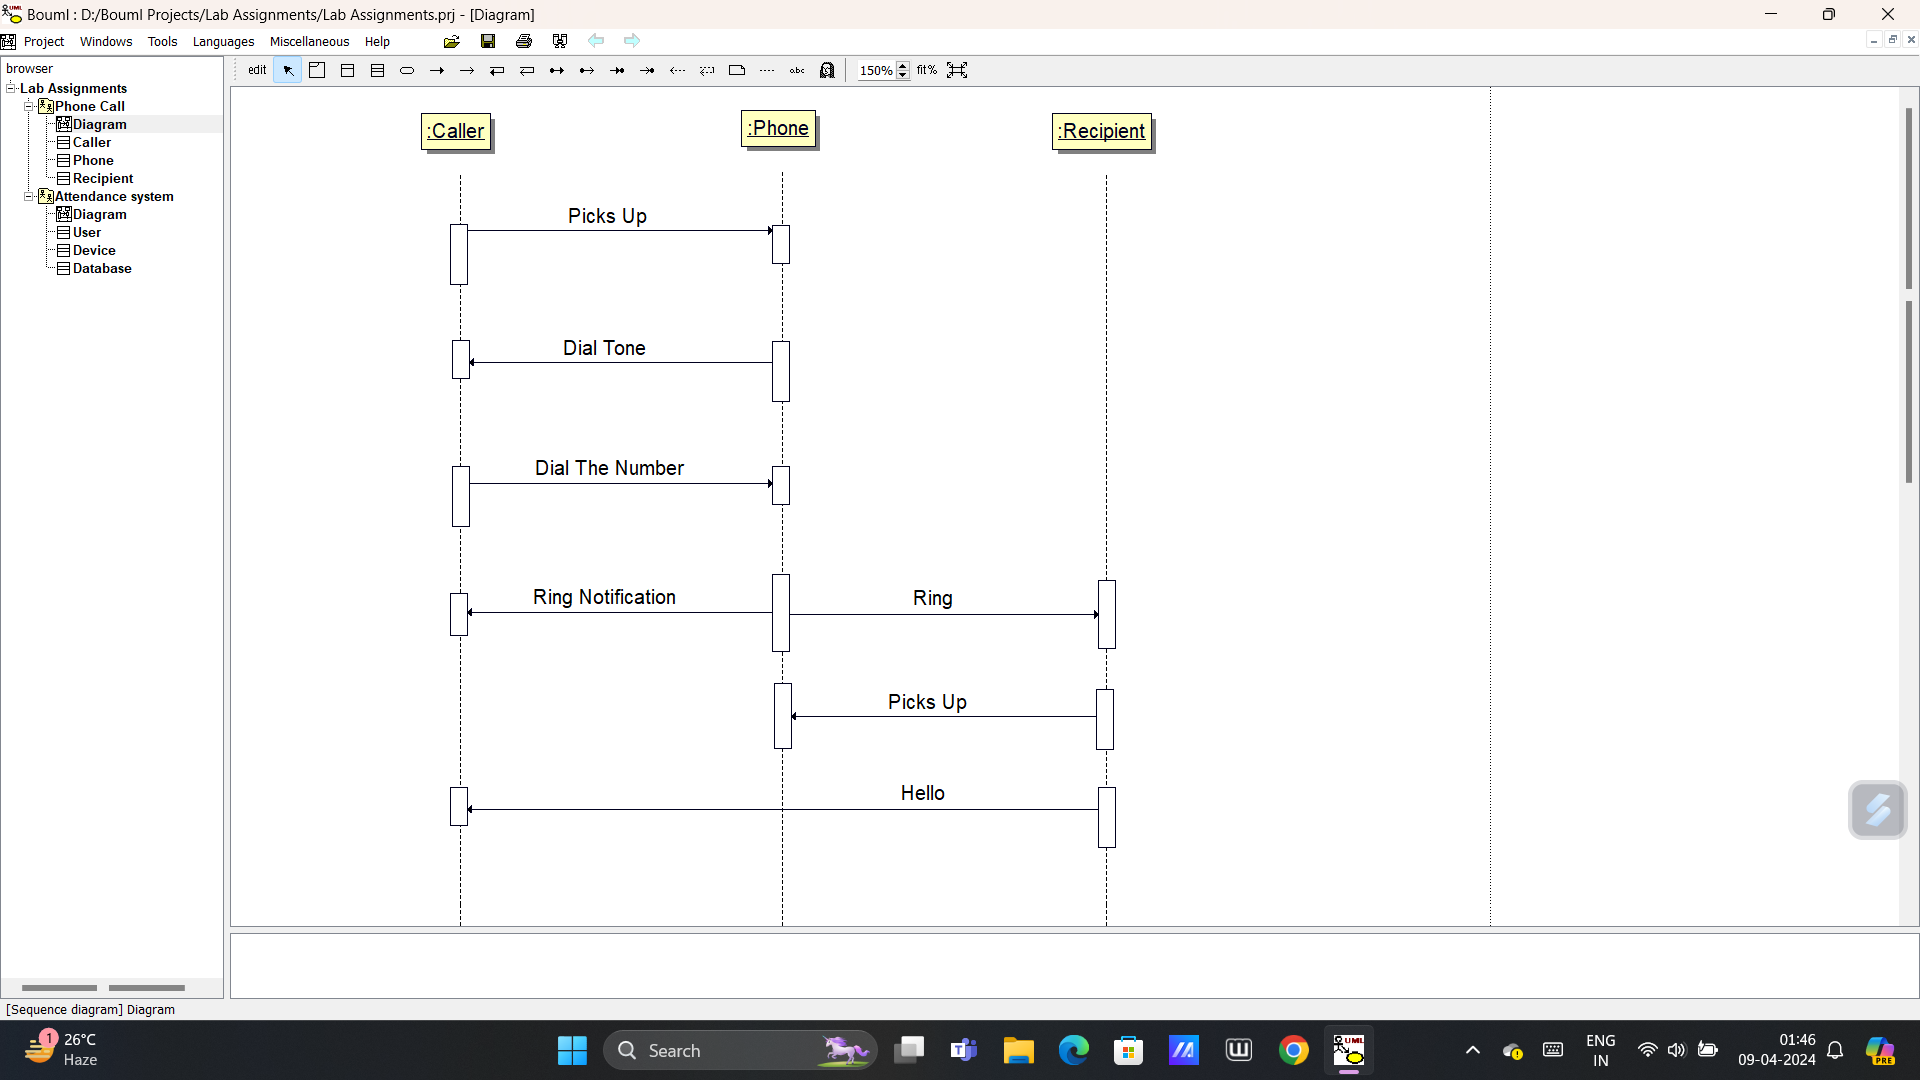 Bouml : D:/Bouml Projects/Lab Assignments/Lab Assignments.prj - [Diagram]
Project Windows Tools Languages Miscellaneous Help
browser
Lab Assignments
Phone Call
Diagram
Caller
Phone
Recipient
Attendance system
Diagram
User
Device
Database
edit abc 150% fit%
:Caller :Phone :Recipient
Picks Up
Dial Tone
Dial The Number
Ring Notification Ring
Picks Up
Hello
[Sequence diagram] Diagram
1
26°C
Haze
Search
UML
ENG
IN
01:46
09-04-2024
PRE